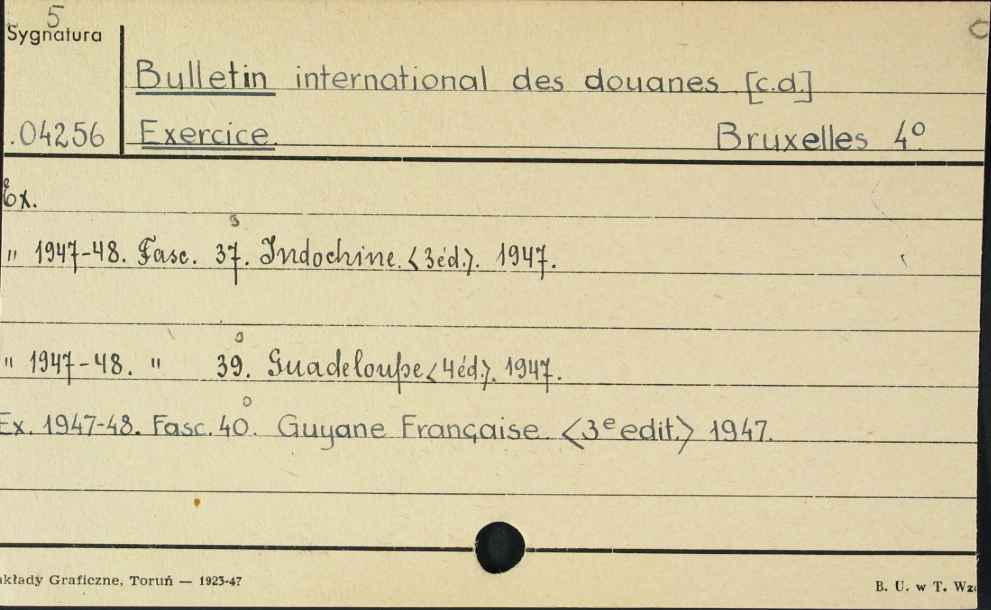 5
Sygnatura
Bulletin international des douanes [c.d.]
.04256 Exercice. Bruxelles 4º
Ex.
" 1947-48. Fasc. 37. Indochine. <3éd.>. 1947.
" 1947-48. " 39. Guadeloupe <4éd.>. 1947.
Ex. 1947-48. Fasc. 40. Guyane Française. <3e edit.> 1947.
akłady Graficzne, Toruń — 1923-47
B. U. w T. Wz